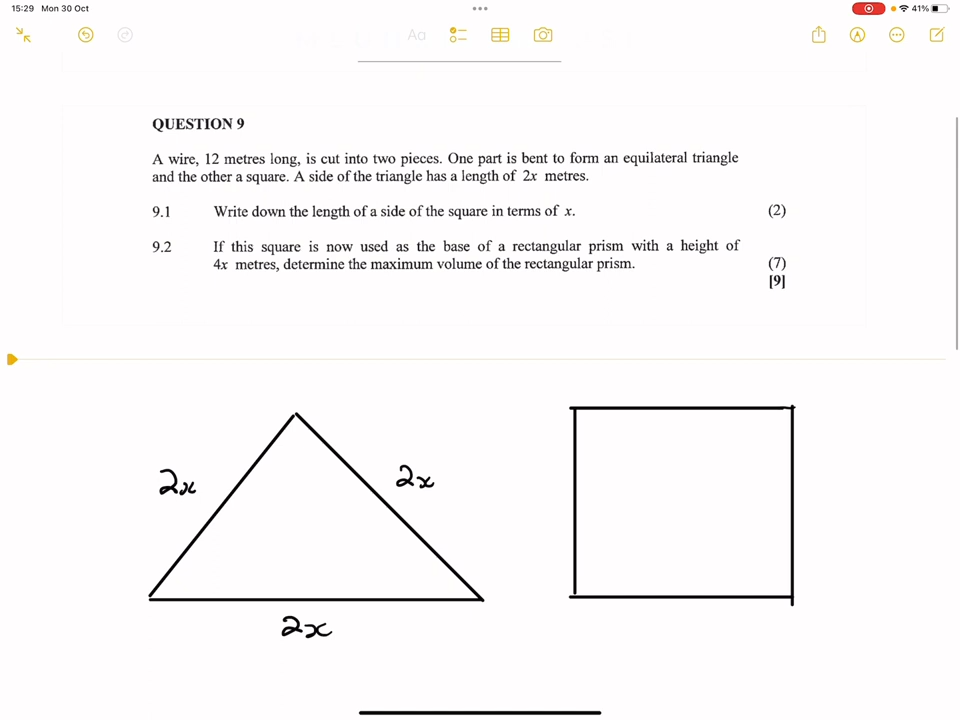 15:29 Mon 30 Oct
41%
Aa
QUESTION 9
A wire, 12 metres long, is cut into two pieces. One part is bent to form an equilateral triangle
and the other a square. A side of the triangle has a length of 2x metres.
9.1 Write down the length of a side of the square in terms of x. (2)
9.2 If this square is now used as the base of a rectangular prism with a height of
4x metres, determine the maximum volume of the rectangular prism. (7)
[9]
2x
2x
2x